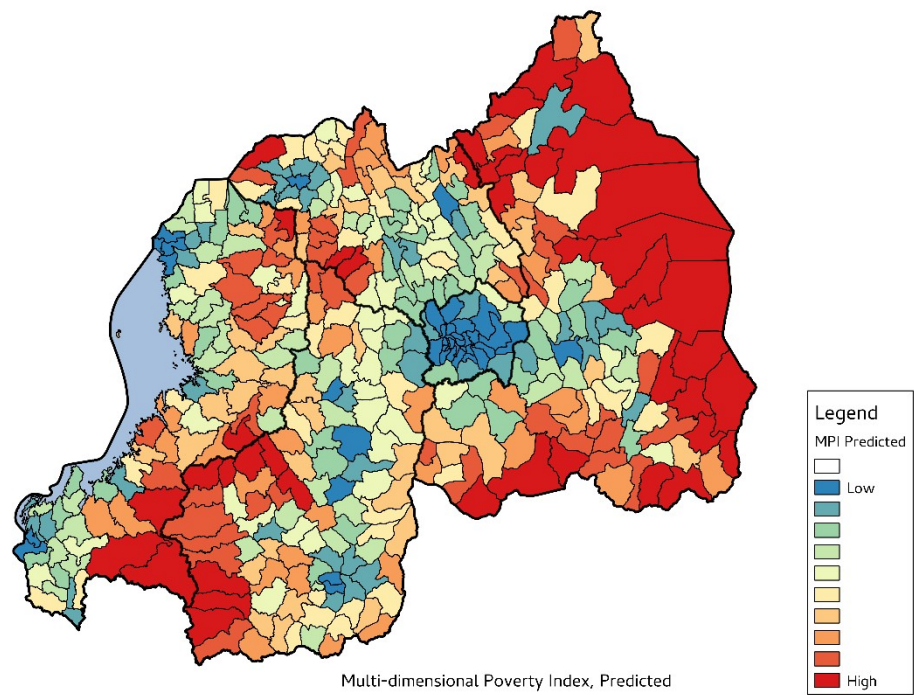 Legend
MPI Predicted
Low
High
Multi-dimensional Poverty Index, Predicted